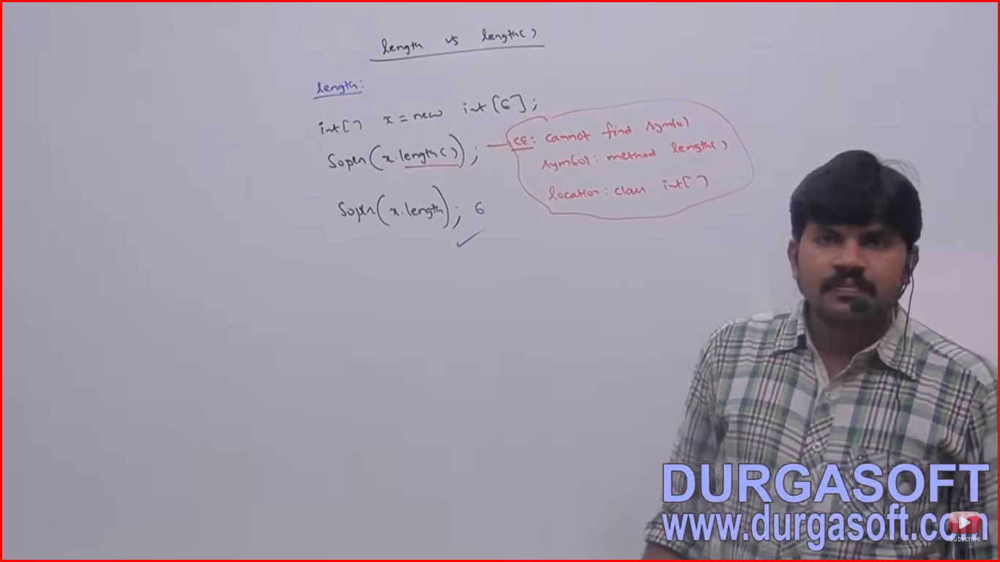 length vs length()
length:
int[] x = new int[6];
Sopln(x.length()); — CE: cannot find symbol
symbol: method length()
location: class int[]
Sopln(x.length); 6
DURGASOFT
www.durgasoft.com
Subscribe